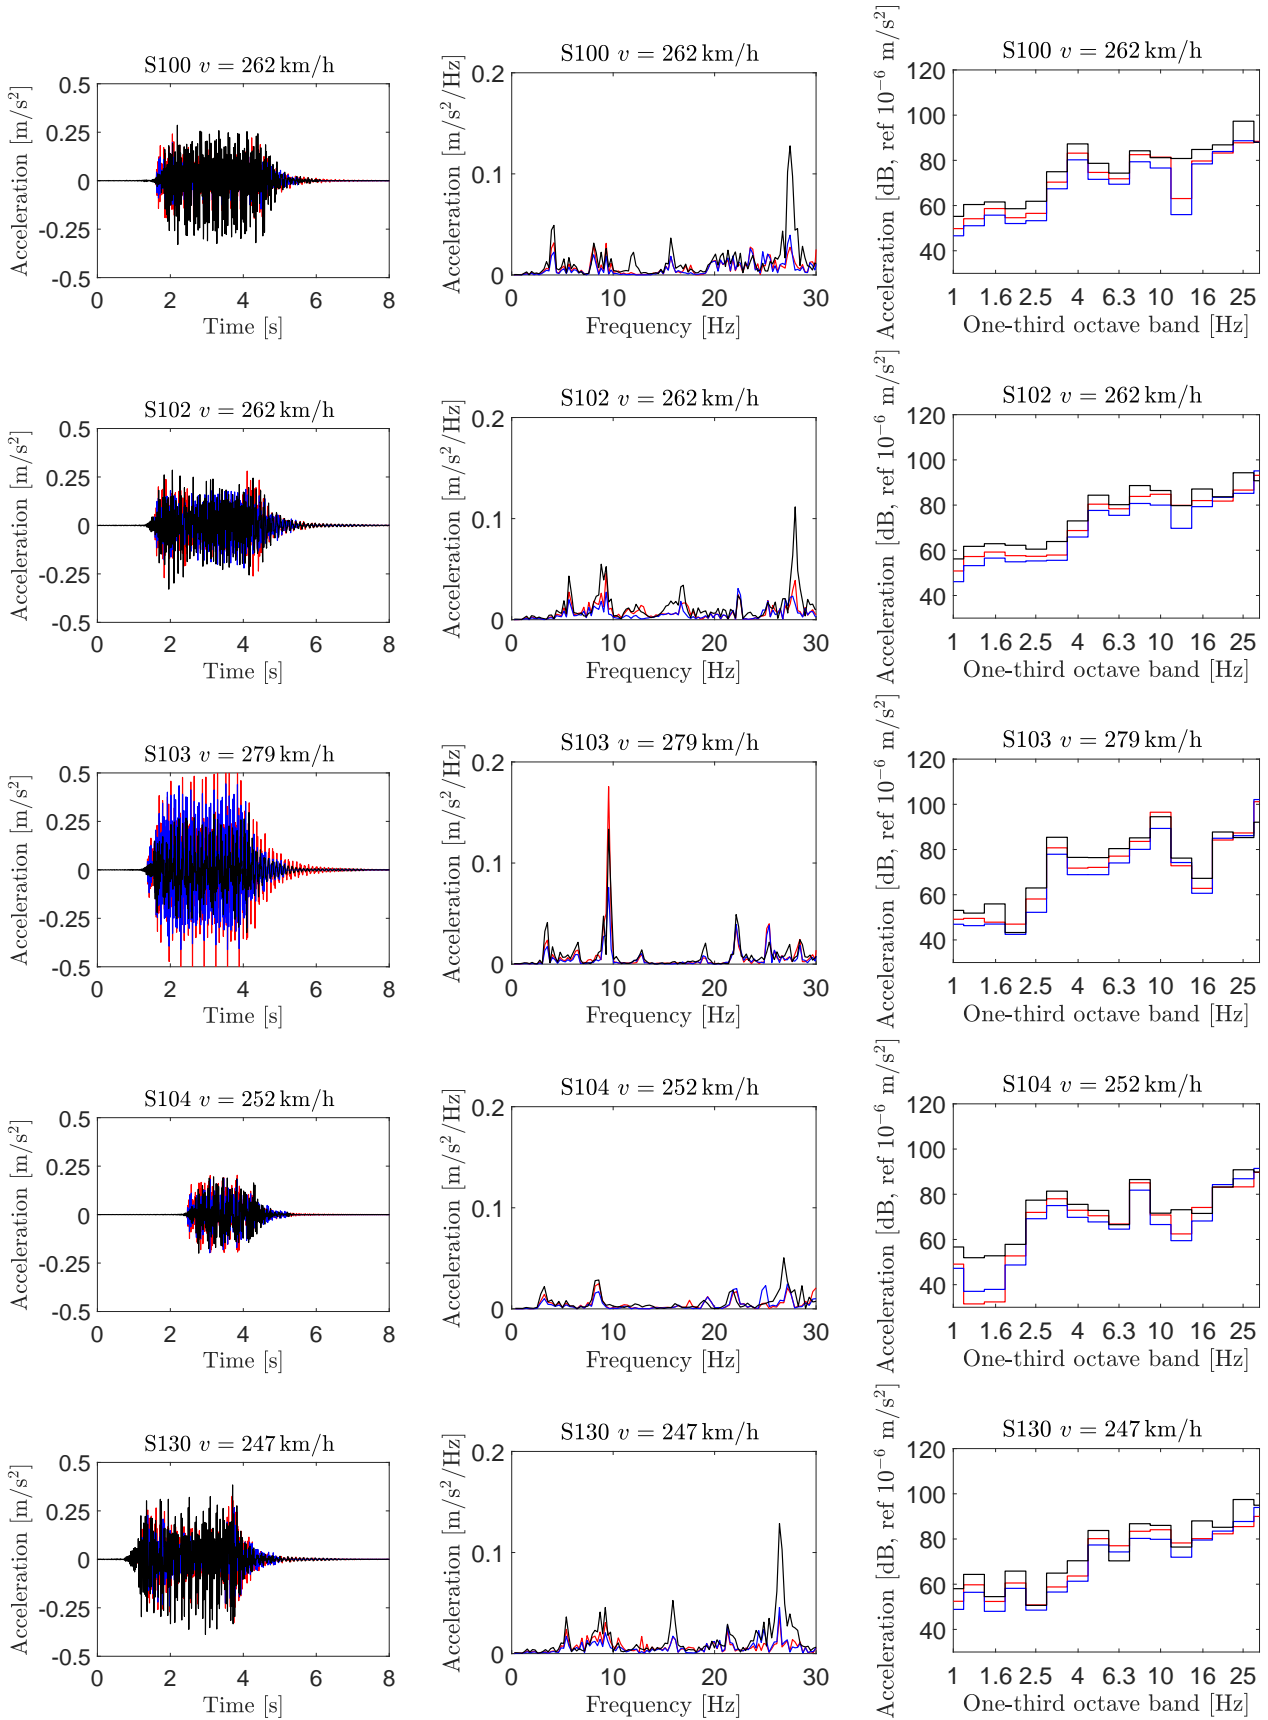 S100 v = 262 km/h
Acceleration [m/s²]
0.5
0.25
0
-0.25
-0.5
0 2 4 6 8
Time [s]
S100 v = 262 km/h
Acceleration [m/s²/Hz]
0.2
0.1
0
0 10 20 30
Frequency [Hz]
S100 v = 262 km/h
Acceleration [dB, ref 10⁻⁶ m/s²]
120
100
80
60
40
1 1.6 2.5 4 6.3 10 16 25
One-third octave band [Hz]
S102 v = 262 km/h
Acceleration [m/s²]
0.5
0.25
0
-0.25
-0.5
0 2 4 6 8
Time [s]
S102 v = 262 km/h
Acceleration [m/s²/Hz]
0.2
0.1
0
0 10 20 30
Frequency [Hz]
S102 v = 262 km/h
Acceleration [dB, ref 10⁻⁶ m/s²]
120
100
80
60
40
1 1.6 2.5 4 6.3 10 16 25
One-third octave band [Hz]
S103 v = 279 km/h
Acceleration [m/s²]
0.5
0.25
0
-0.25
-0.5
0 2 4 6 8
Time [s]
S103 v = 279 km/h
Acceleration [m/s²/Hz]
0.2
0.1
0
0 10 20 30
Frequency [Hz]
S103 v = 279 km/h
Acceleration [dB, ref 10⁻⁶ m/s²]
120
100
80
60
40
1 1.6 2.5 4 6.3 10 16 25
One-third octave band [Hz]
S104 v = 252 km/h
Acceleration [m/s²]
0.5
0.25
0
-0.25
-0.5
0 2 4 6 8
Time [s]
S104 v = 252 km/h
Acceleration [m/s²/Hz]
0.2
0.1
0
0 10 20 30
Frequency [Hz]
S104 v = 252 km/h
Acceleration [dB, ref 10⁻⁶ m/s²]
120
100
80
60
40
1 1.6 2.5 4 6.3 10 16 25
One-third octave band [Hz]
S130 v = 247 km/h
Acceleration [m/s²]
0.5
0.25
0
-0.25
-0.5
0 2 4 6 8
Time [s]
S130 v = 247 km/h
Acceleration [m/s²/Hz]
0.2
0.1
0
0 10 20 30
Frequency [Hz]
S130 v = 247 km/h
Acceleration [dB, ref 10⁻⁶ m/s²]
120
100
80
60
40
1 1.6 2.5 4 6.3 10 16 25
One-third octave band [Hz]